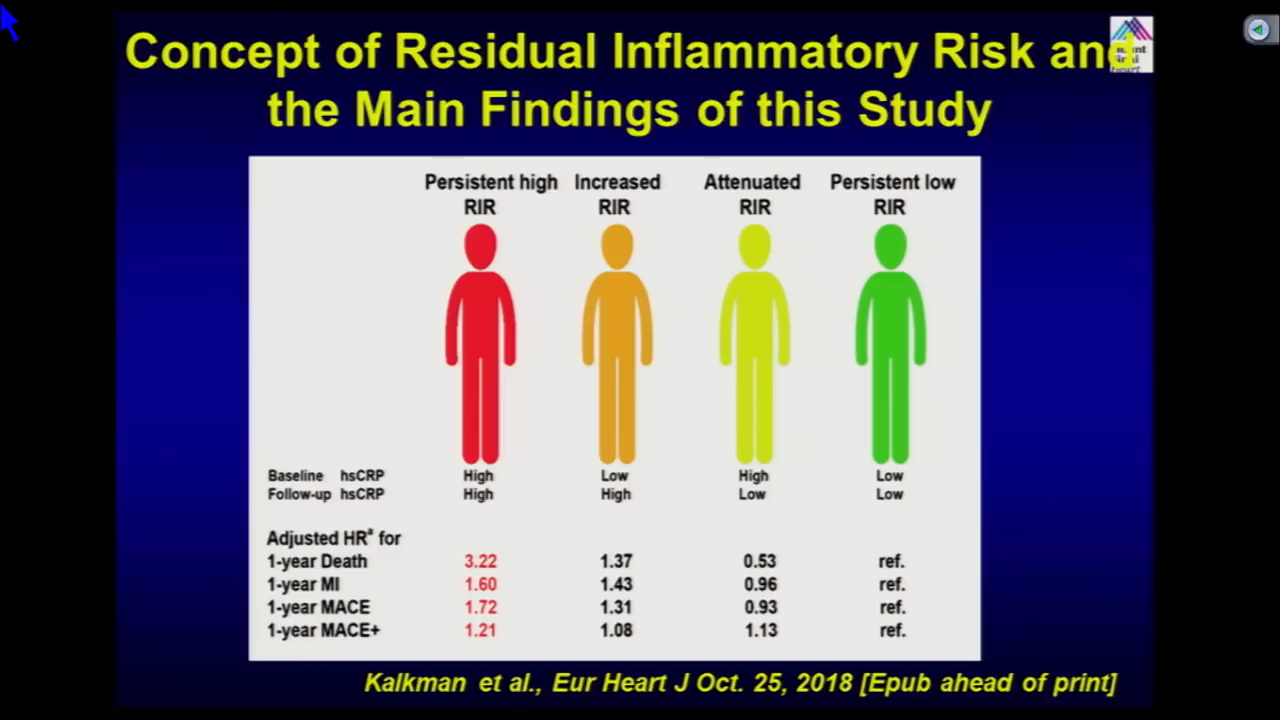 Concept of Residual Inflammatory Risk and
the Main Findings of this Study
Persistent high Increased Attenuated Persistent low
RIR RIR RIR RIR
Baseline hsCRP High Low High Low
Follow-up hsCRP High High Low Low
Adjusted HRª for
1-year Death 3.22 1.37 0.53 ref.
1-year MI 1.60 1.43 0.96 ref.
1-year MACE 1.72 1.31 0.93 ref.
1-year MACE+ 1.21 1.08 1.13 ref.
Kalkman et al., Eur Heart J Oct. 25, 2018 [Epub ahead of print]